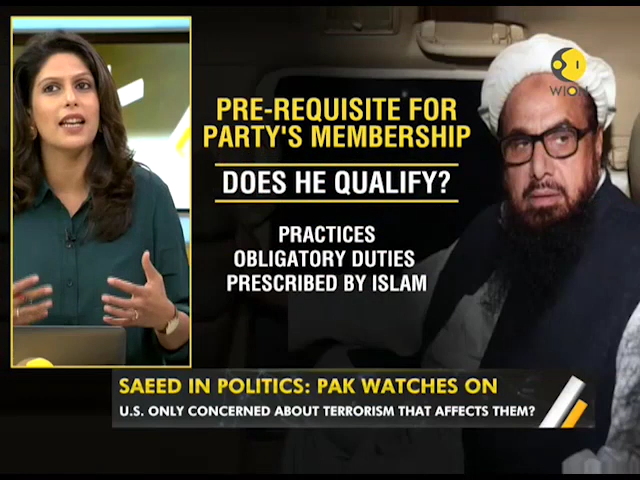 WION
PRE-REQUISITE FOR
PARTY'S MEMBERSHIP
DOES HE QUALIFY?
PRACTICES
OBLIGATORY DUTIES
PRESCRIBED BY ISLAM
SAEED IN POLITICS: PAK WATCHES ON
U.S. ONLY CONCERNED ABOUT TERRORISM THAT AFFECTS THEM?